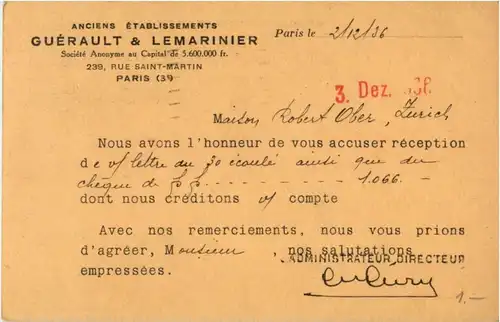 ANCIENS ÉTABLISSEMENTS
GUÉRAULT & LEMARINIER
Société Anonyme au Capital de 5.600.000 fr.
239, RUE SAINT-MARTIN
PARIS (3e)
Paris le 2/12/36
3. Dez.
Maison Robert Ober, Zurich
Nous avons l'honneur de vous accuser réception
de v/ lettre du 30 écoulé ainsi que du
chèque de - - - - - - - - - 1.066.-
dont nous créditons v/ compte
Avec nos remerciements, nous vous prions
d'agréer, Monsieur, nos salutations
empressées.
ADMINISTRATEUR DIRECTEUR
1.-